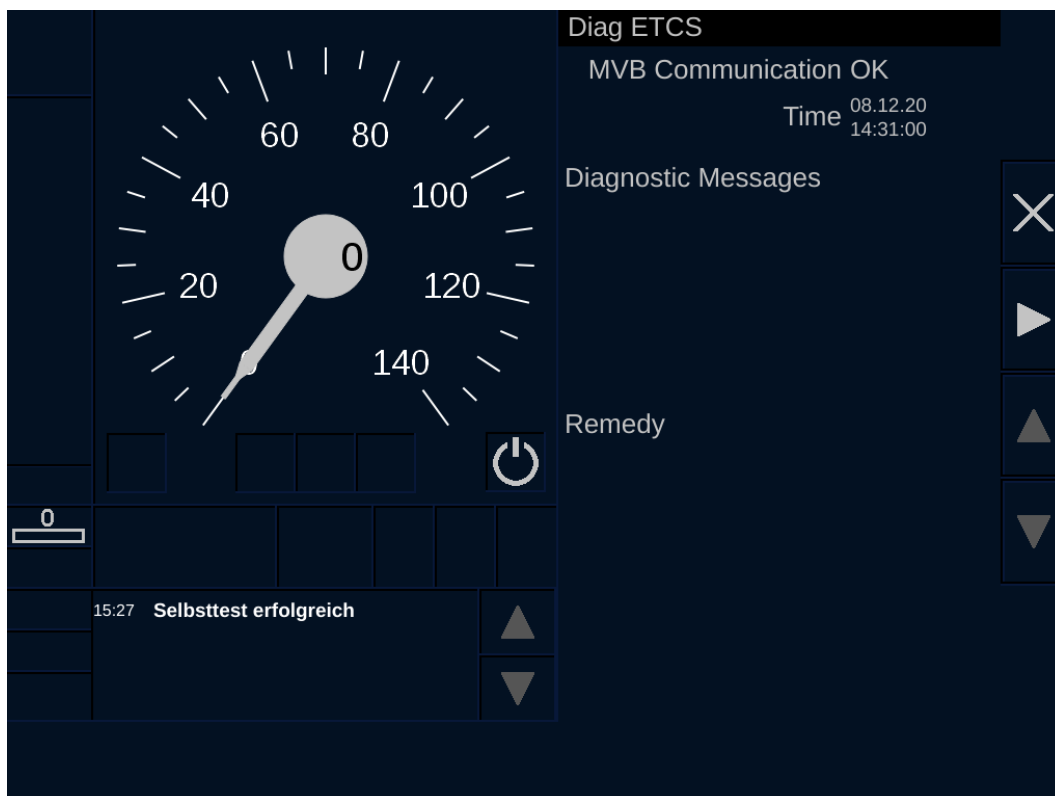 Diag ETCS
MVB Communication OK
Time 08.12.20
14:31:00
60 80
40 100
20 120
0
0 140
Diagnostic Messages
Remedy
0
15:27 Selbsttest erfolgreich